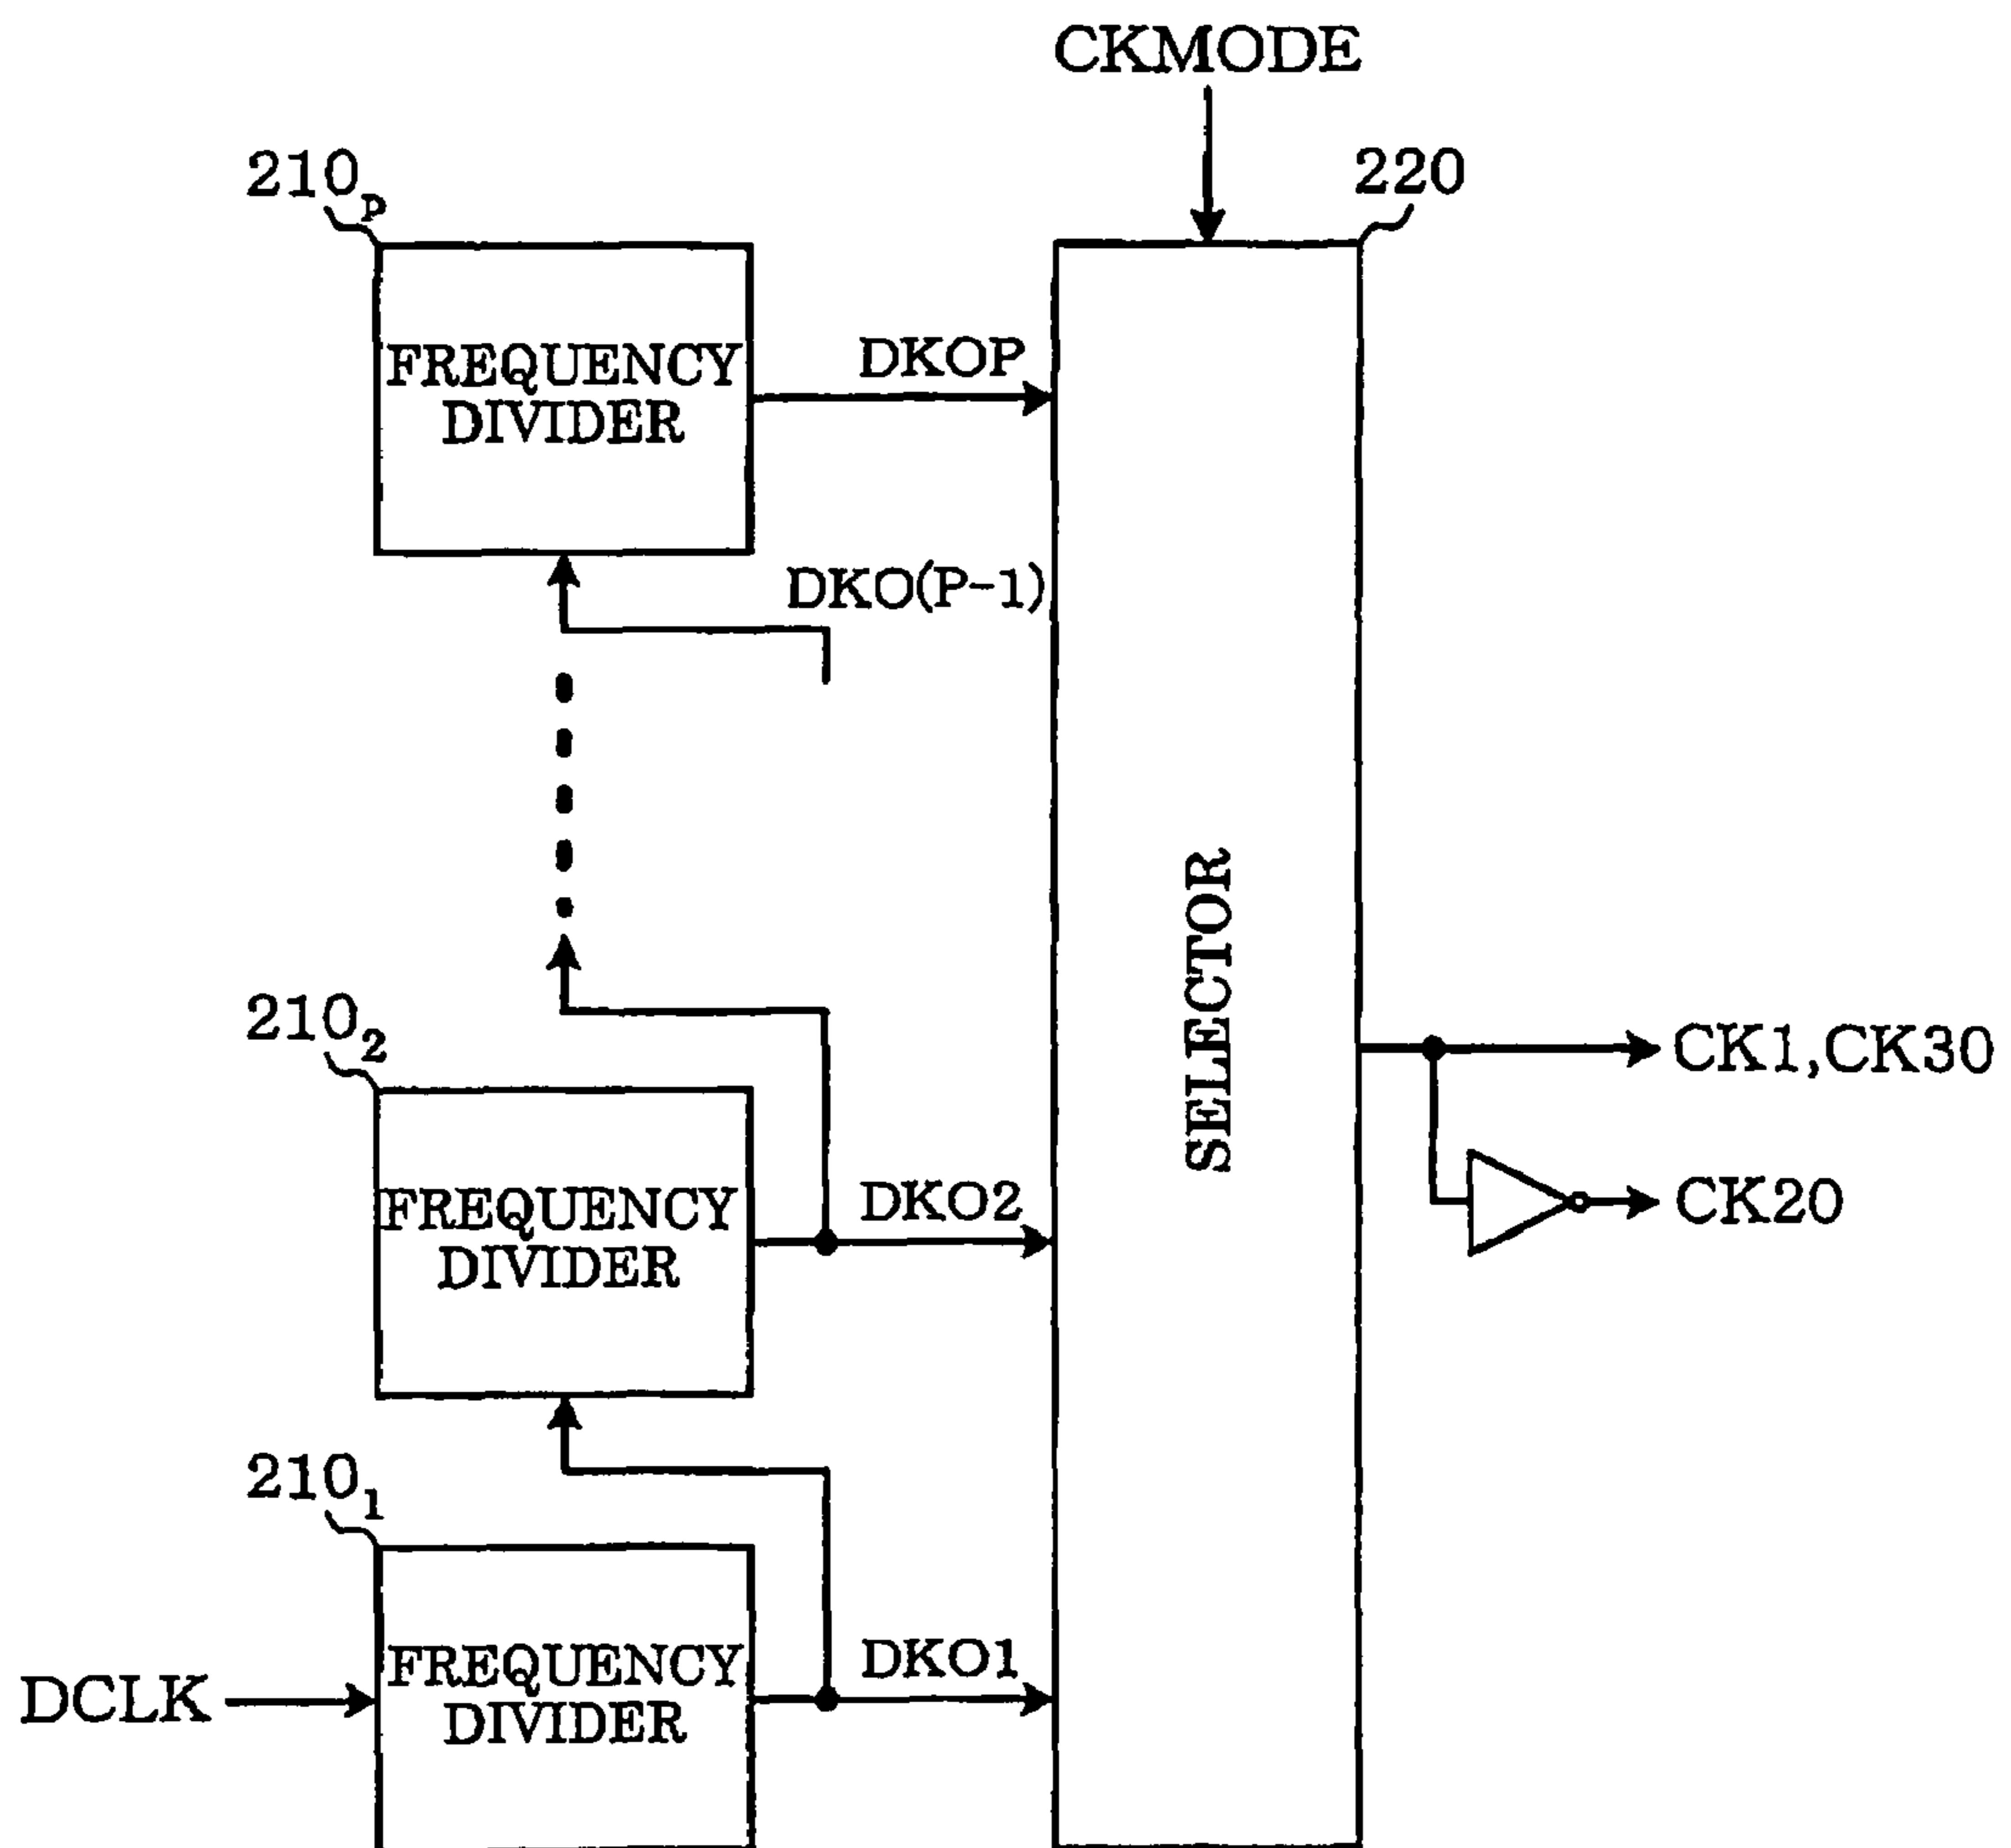 CKMODE
210P
220
FREQUENCY
DIVIDER
DKOP
DKO(P-1)
SELECTOR
2102
CK1,CK30
FREQUENCY
DIVIDER
DKO2
CK20
2101
FREQUENCY
DIVIDER
DKO1
DCLK